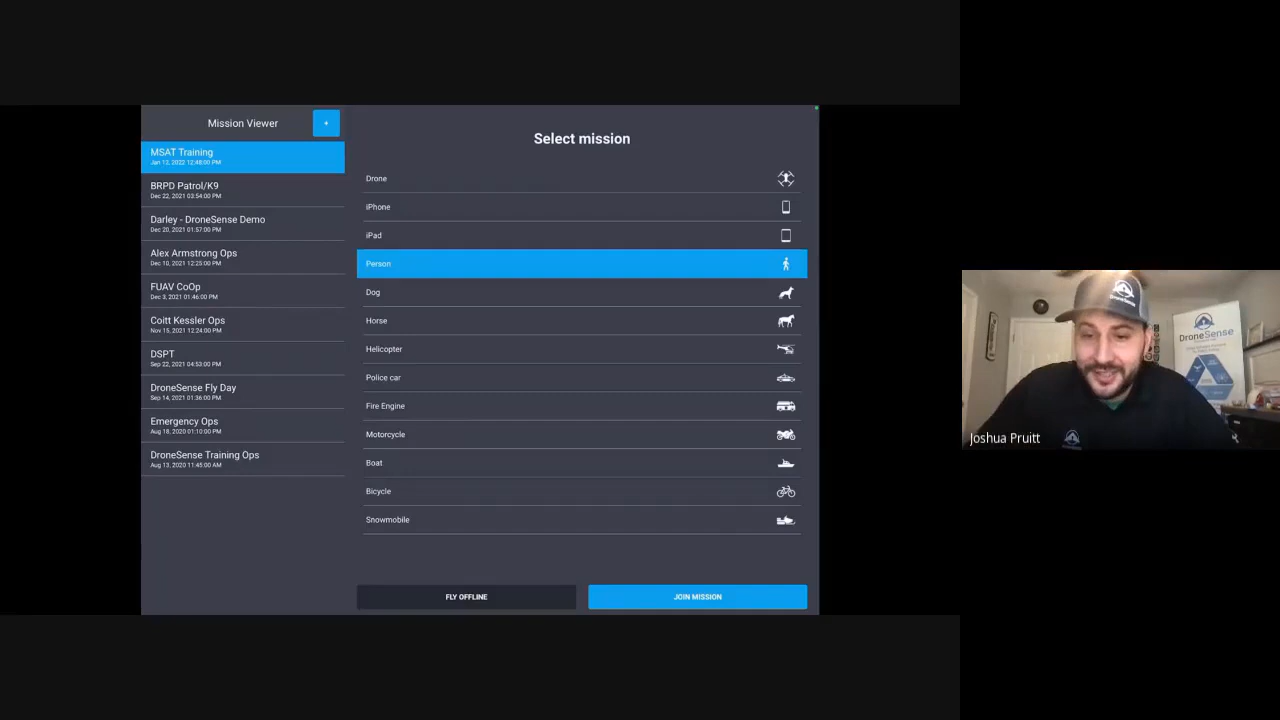 Mission Viewer
+
MSAT Training
Jan 12, 2022 12:48:00 PM
BRPD Patrol/K9
Dec 22, 2021 03:54:00 PM
Darley - DroneSense Demo
Dec 20, 2021 01:57:00 PM
Alex Armstrong Ops
Dec 10, 2021 12:25:00 PM
FUAV CoOp
Dec 3, 2021 01:46:00 PM
Coitt Kessler Ops
Nov 15, 2021 12:24:00 PM
DSPT
Sep 22, 2021 04:53:00 PM
DroneSense Fly Day
Sep 14, 2021 01:36:00 PM
Emergency Ops
Aug 18, 2020 01:10:00 PM
DroneSense Training Ops
Aug 13, 2020 11:45:00 AM
Select mission
Drone
iPhone
iPad
Person
Dog
Horse
Helicopter
Police car
Fire Engine
Motorcycle
Boat
Bicycle
Snowmobile
FLY OFFLINE
JOIN MISSION
DroneSense
DroneSense
Joshua Pruitt